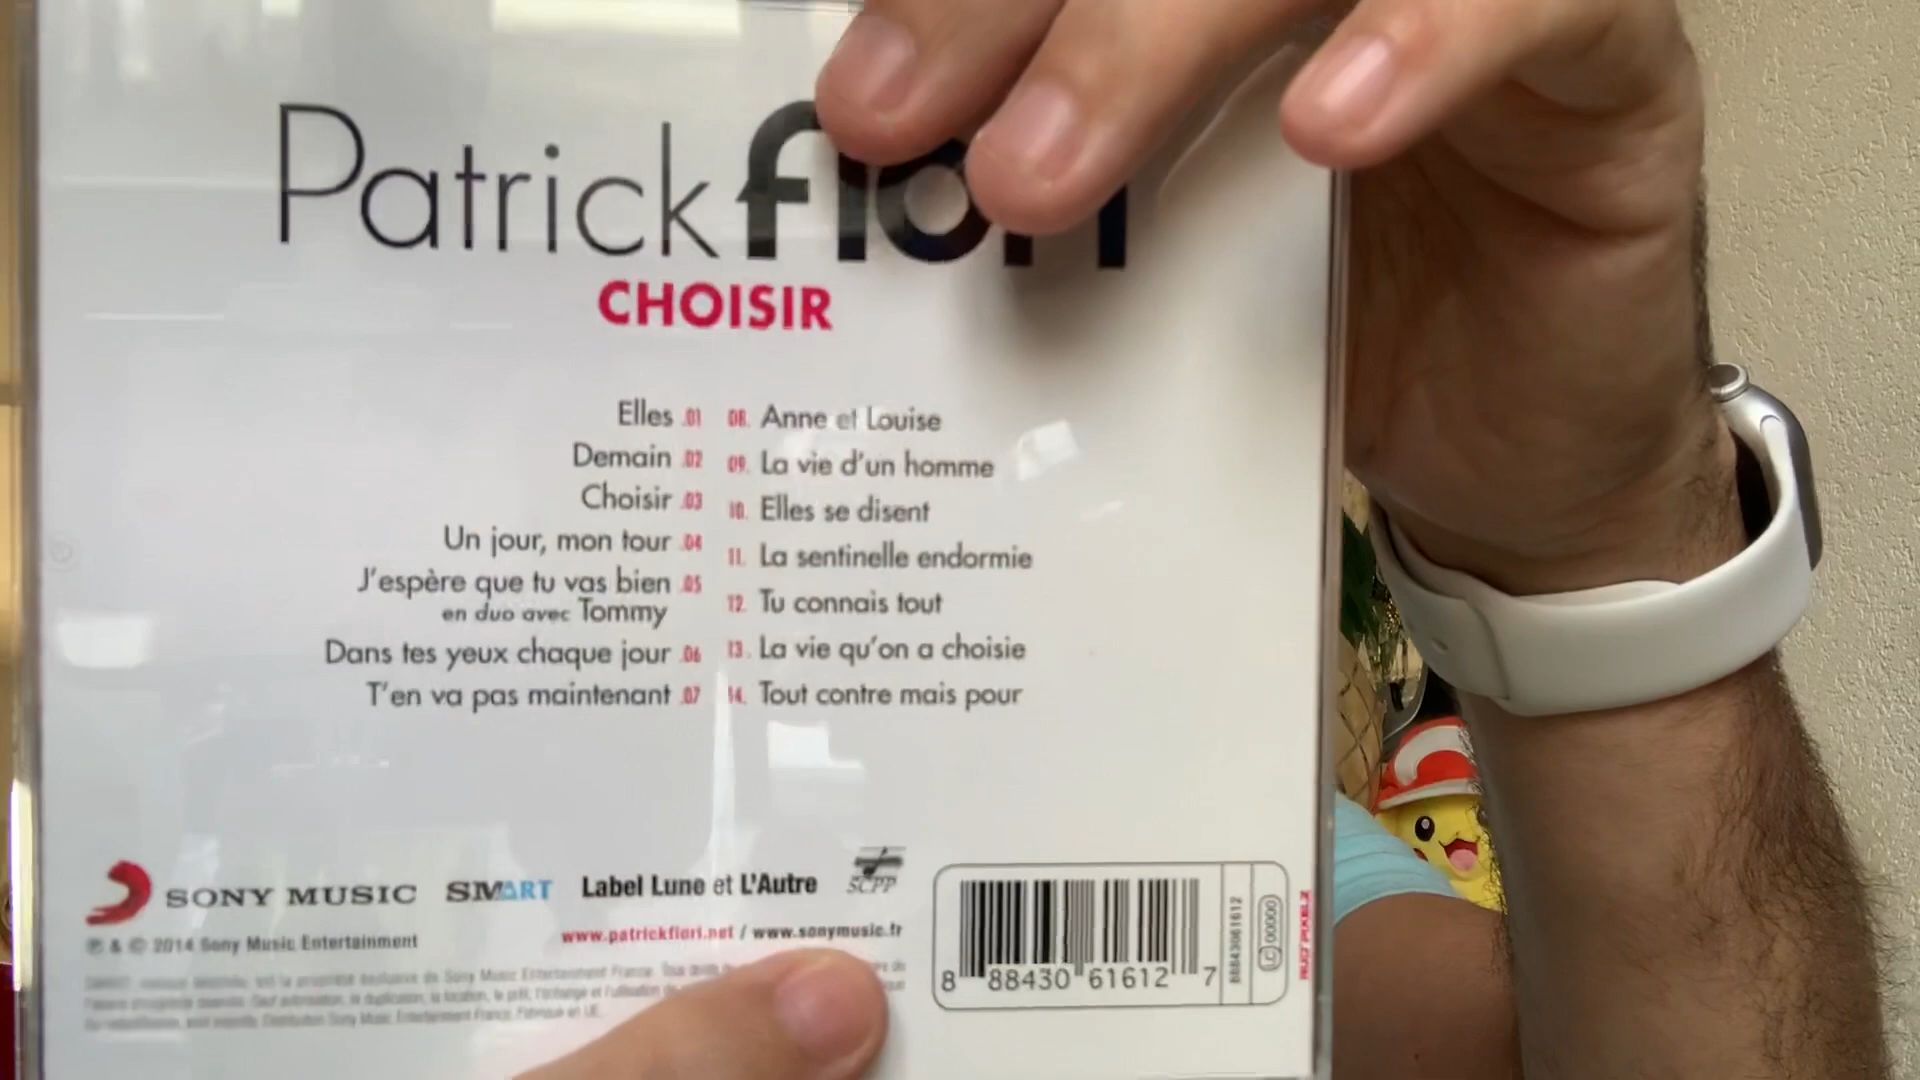 Patrick fiori
CHOISIR
Elles .01
Demain .02
Choisir .03
Un jour, mon tour .04
J'espère que tu vas bien .05
en duo avec Tommy
Dans tes yeux chaque jour .06
T'en va pas maintenant .07
08. Anne et Louise
09. La vie d'un homme
10. Elles se disent
11. La sentinelle endormie
12. Tu connais tout
13. La vie qu'on a choisie
14. Tout contre mais pour
SONY MUSIC SMART Label Lune et L'Autre SCPP
℗ & © 2014 Sony Music Entertainment
www.patrickfiori.net / www.sonymusic.fr
8 88430 61612 7
88843061612
LC 00000